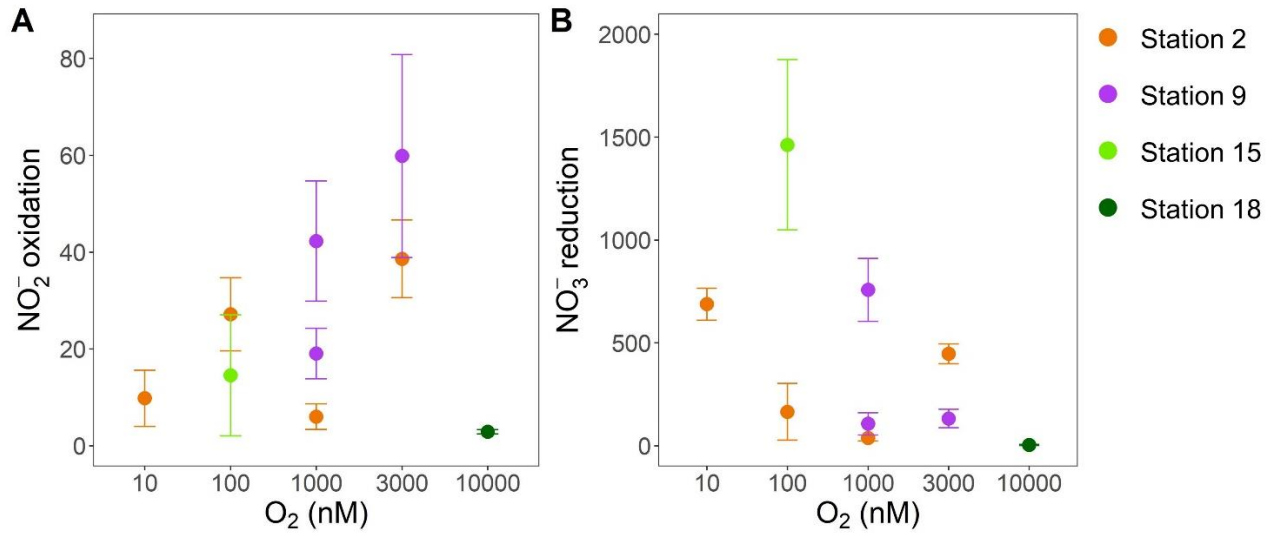 A
NO₂⁻ oxidation
80
60
40
20
0
10 100 1000 3000 10000
O₂ (nM)
B
NO₃⁻ reduction
2000
1500
1000
500
0
10 100 1000 3000 10000
O₂ (nM)
Station 2
Station 9
Station 15
Station 18